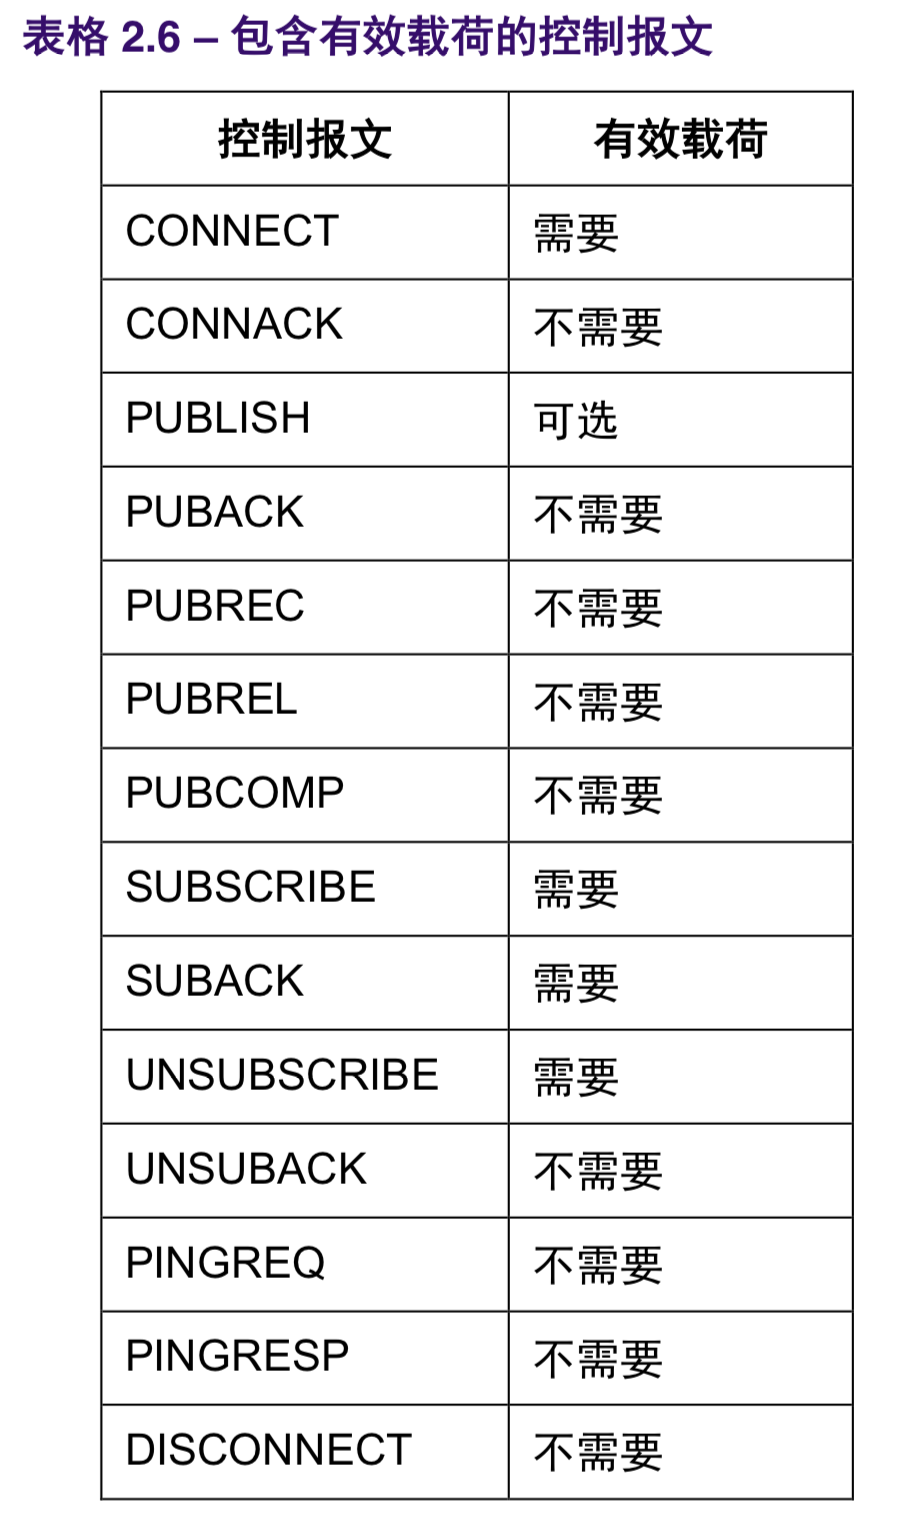 表格 2.6 – 包含有效载荷的控制报文
控制报文 有效载荷
CONNECT 需要
CONNACK 不需要
PUBLISH 可选
PUBACK 不需要
PUBREC 不需要
PUBREL 不需要
PUBCOMP 不需要
SUBSCRIBE 需要
SUBACK 需要
UNSUBSCRIBE 需要
UNSUBACK 不需要
PINGREQ 不需要
PINGRESP 不需要
DISCONNECT 不需要